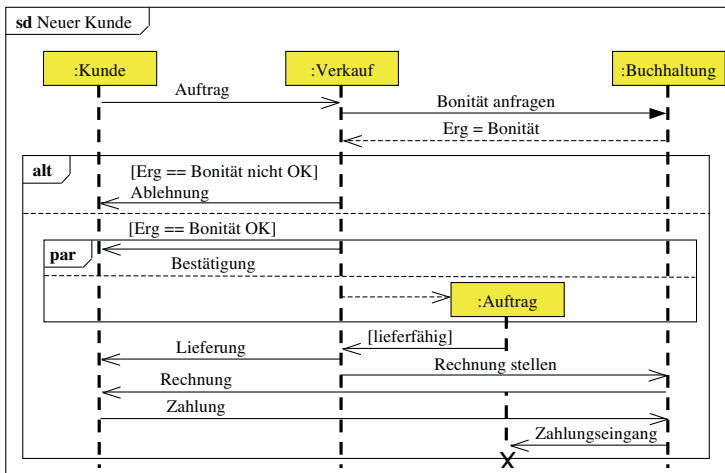 sd Neuer Kunde
:Kunde
:Verkauf
:Buchhaltung
Auftrag
Bonität anfragen
Erg = Bonität
alt
[Erg == Bonität nicht OK]
Ablehnung
[Erg == Bonität OK]
par
Bestätigung
:Auftrag
[lieferfähig]
Lieferung
Rechnung stellen
Rechnung
Zahlung
Zahlungseingang